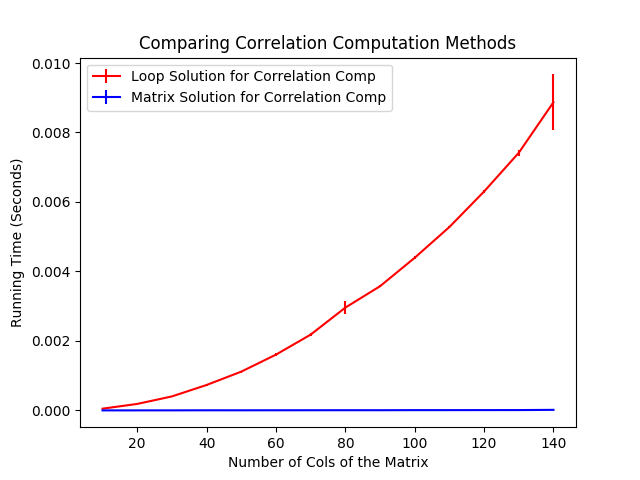 Comparing Correlation Computation Methods
Loop Solution for Correlation Comp
Matrix Solution for Correlation Comp
Running Time (Seconds)
0.010
0.008
0.006
0.004
0.002
0.000
20 40 60 80 100 120 140
Number of Cols of the Matrix